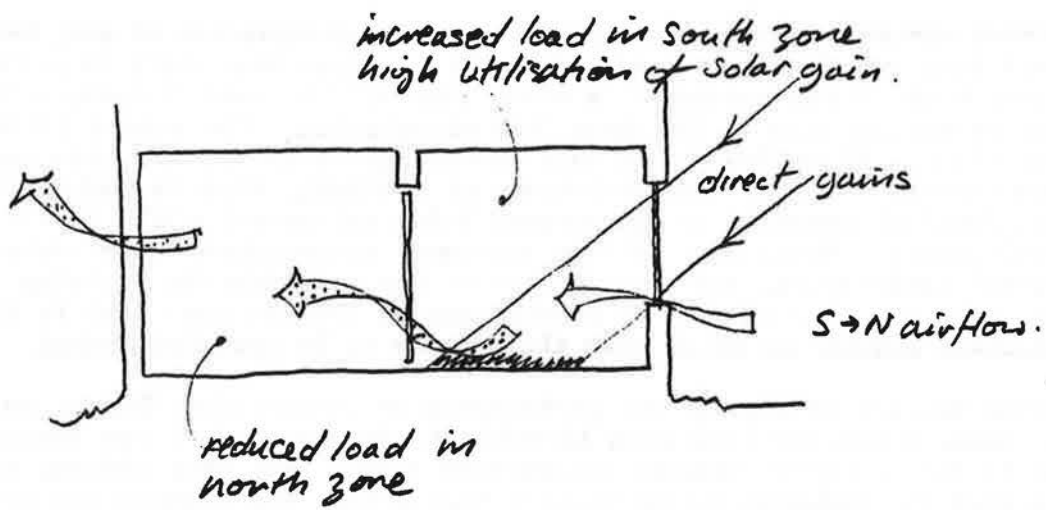 increased load in south zone
high utilisation of solar gain.
direct gains
S→N airflow.
reduced load in
north zone